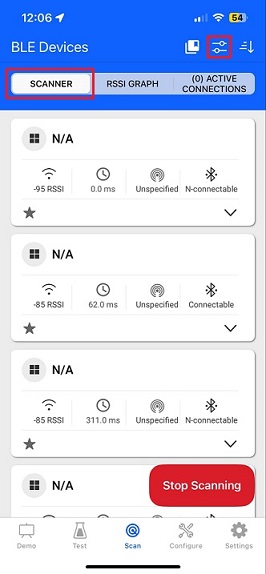 12:06
54
BLE Devices
SCANNER
RSSI GRAPH
(0) ACTIVE
CONNECTIONS
N/A
-95 RSSI
0.0 ms
Unspecified
N-connectable
N/A
-85 RSSI
62.0 ms
Unspecified
Connectable
N/A
-85 RSSI
311.0 ms
Unspecified
N-connectable
N/A
Stop Scanning
Demo
Test
Scan
Configure
Settings